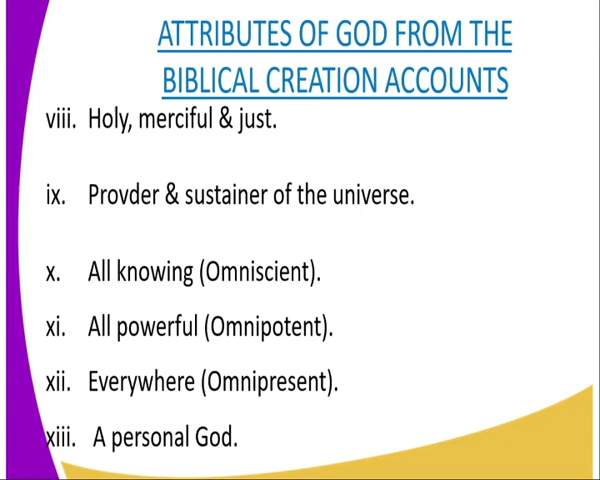 ATTRIBUTES OF GOD FROM THE
BIBLICAL CREATION ACCOUNTS
viii. Holy, merciful & just.
ix. Provder & sustainer of the universe.
x. All knowing (Omniscient).
xi. All powerful (Omnipotent).
xii. Everywhere (Omnipresent).
xiii. A personal God.